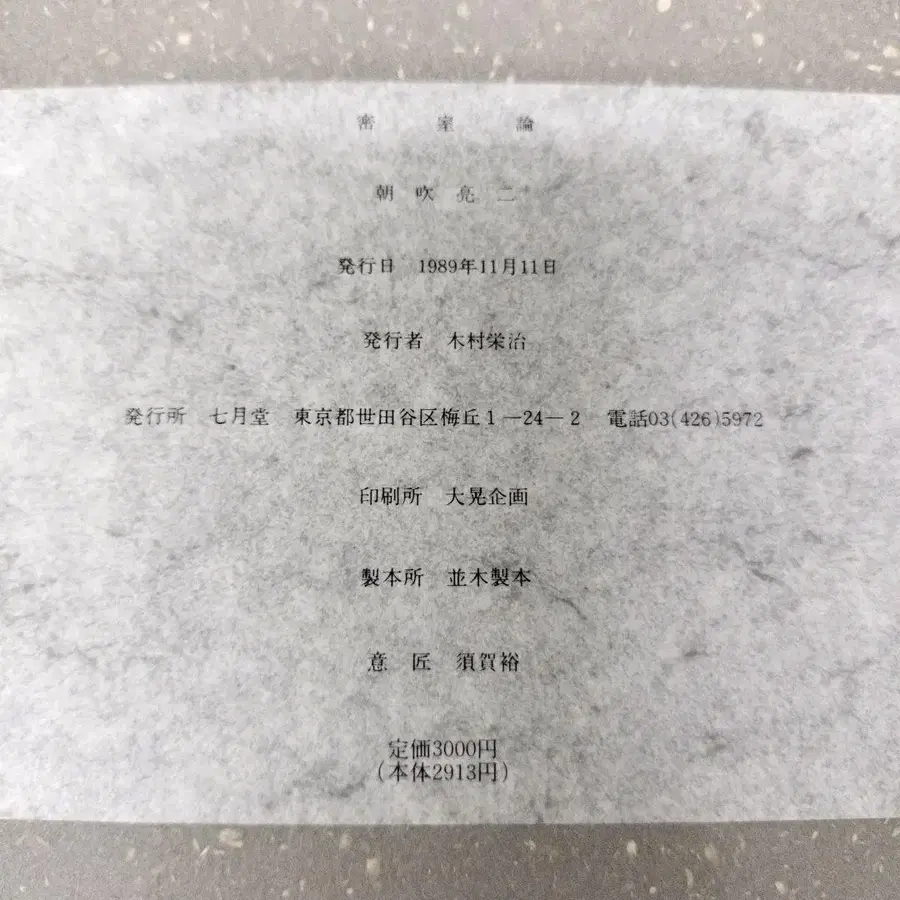 密室論
朝吹亮二
発行日 1989年11月11日
発行者 木村栄治
発行所 七月堂 東京都世田谷区梅丘1―24―2 電話03(426)5972
印刷所 大晃企画
製本所 並木製本
意匠 須賀裕
定価3000円
(本体2913円)